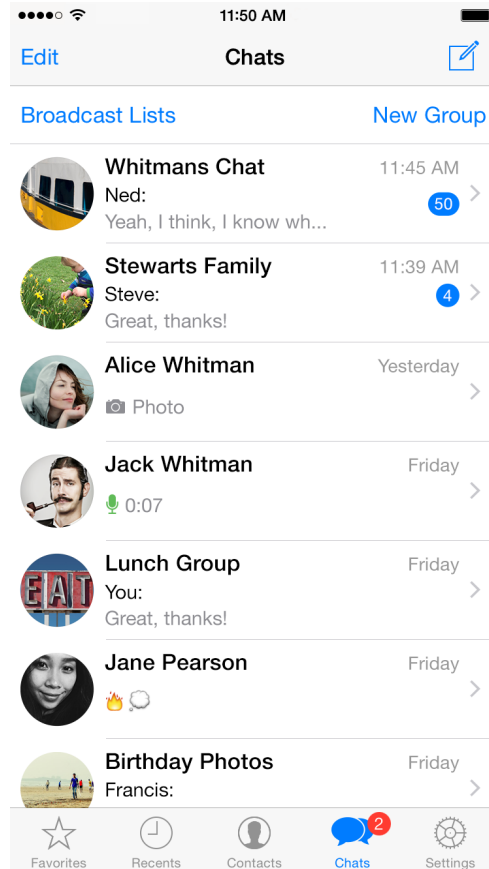 11:50 AM
Edit Chats
Broadcast Lists New Group
Whitmans Chat 11:45 AM
Ned: 50
Yeah, I think, I know wh...
Stewarts Family 11:39 AM
Steve: 4
Great, thanks!
Alice Whitman Yesterday
Photo
Jack Whitman Friday
0:07
Lunch Group Friday
EAT
You:
Great, thanks!
Jane Pearson Friday
🔥💭
Birthday Photos Friday
Francis:
2
Favorites Recents Contacts Chats Settings